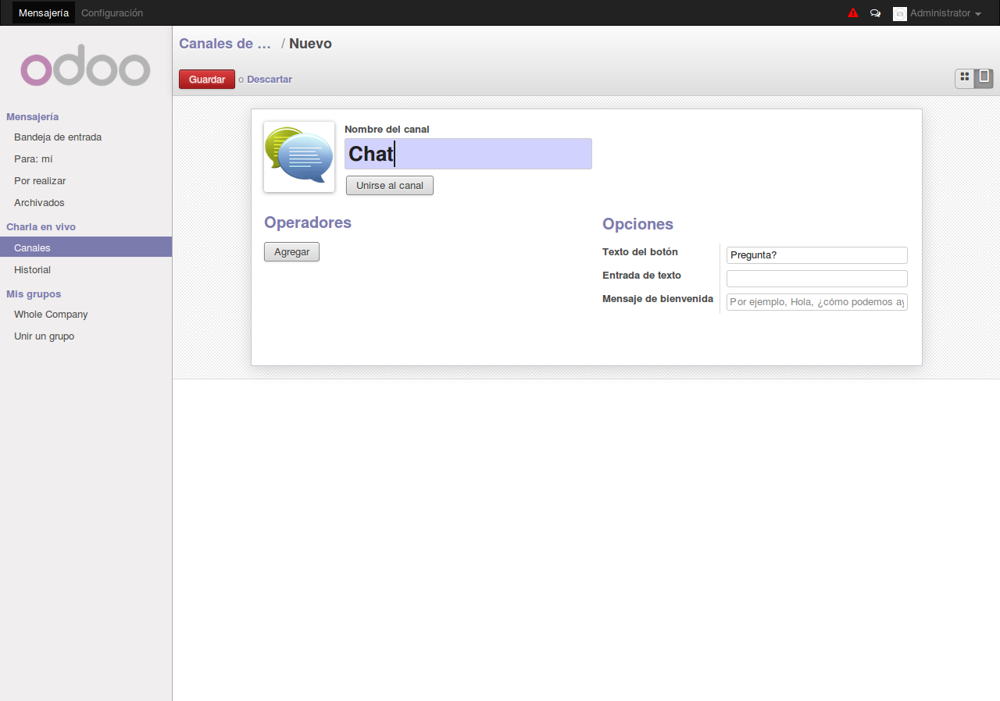 Mensajería Configuración Administrator
odoo
Canales de ... / Nuevo
Guardar o Descartar
Mensajería
Bandeja de entrada
Para: mí
Por realizar
Archivados
Charla en vivo
Canales
Historial
Mis grupos
Whole Company
Unir un grupo
Nombre del canal
Chat
Unirse al canal
Operadores
Agregar
Opciones
Texto del botón Pregunta?
Entrada de texto
Mensaje de bienvenida Por ejemplo, Hola, ¿cómo podemos ay